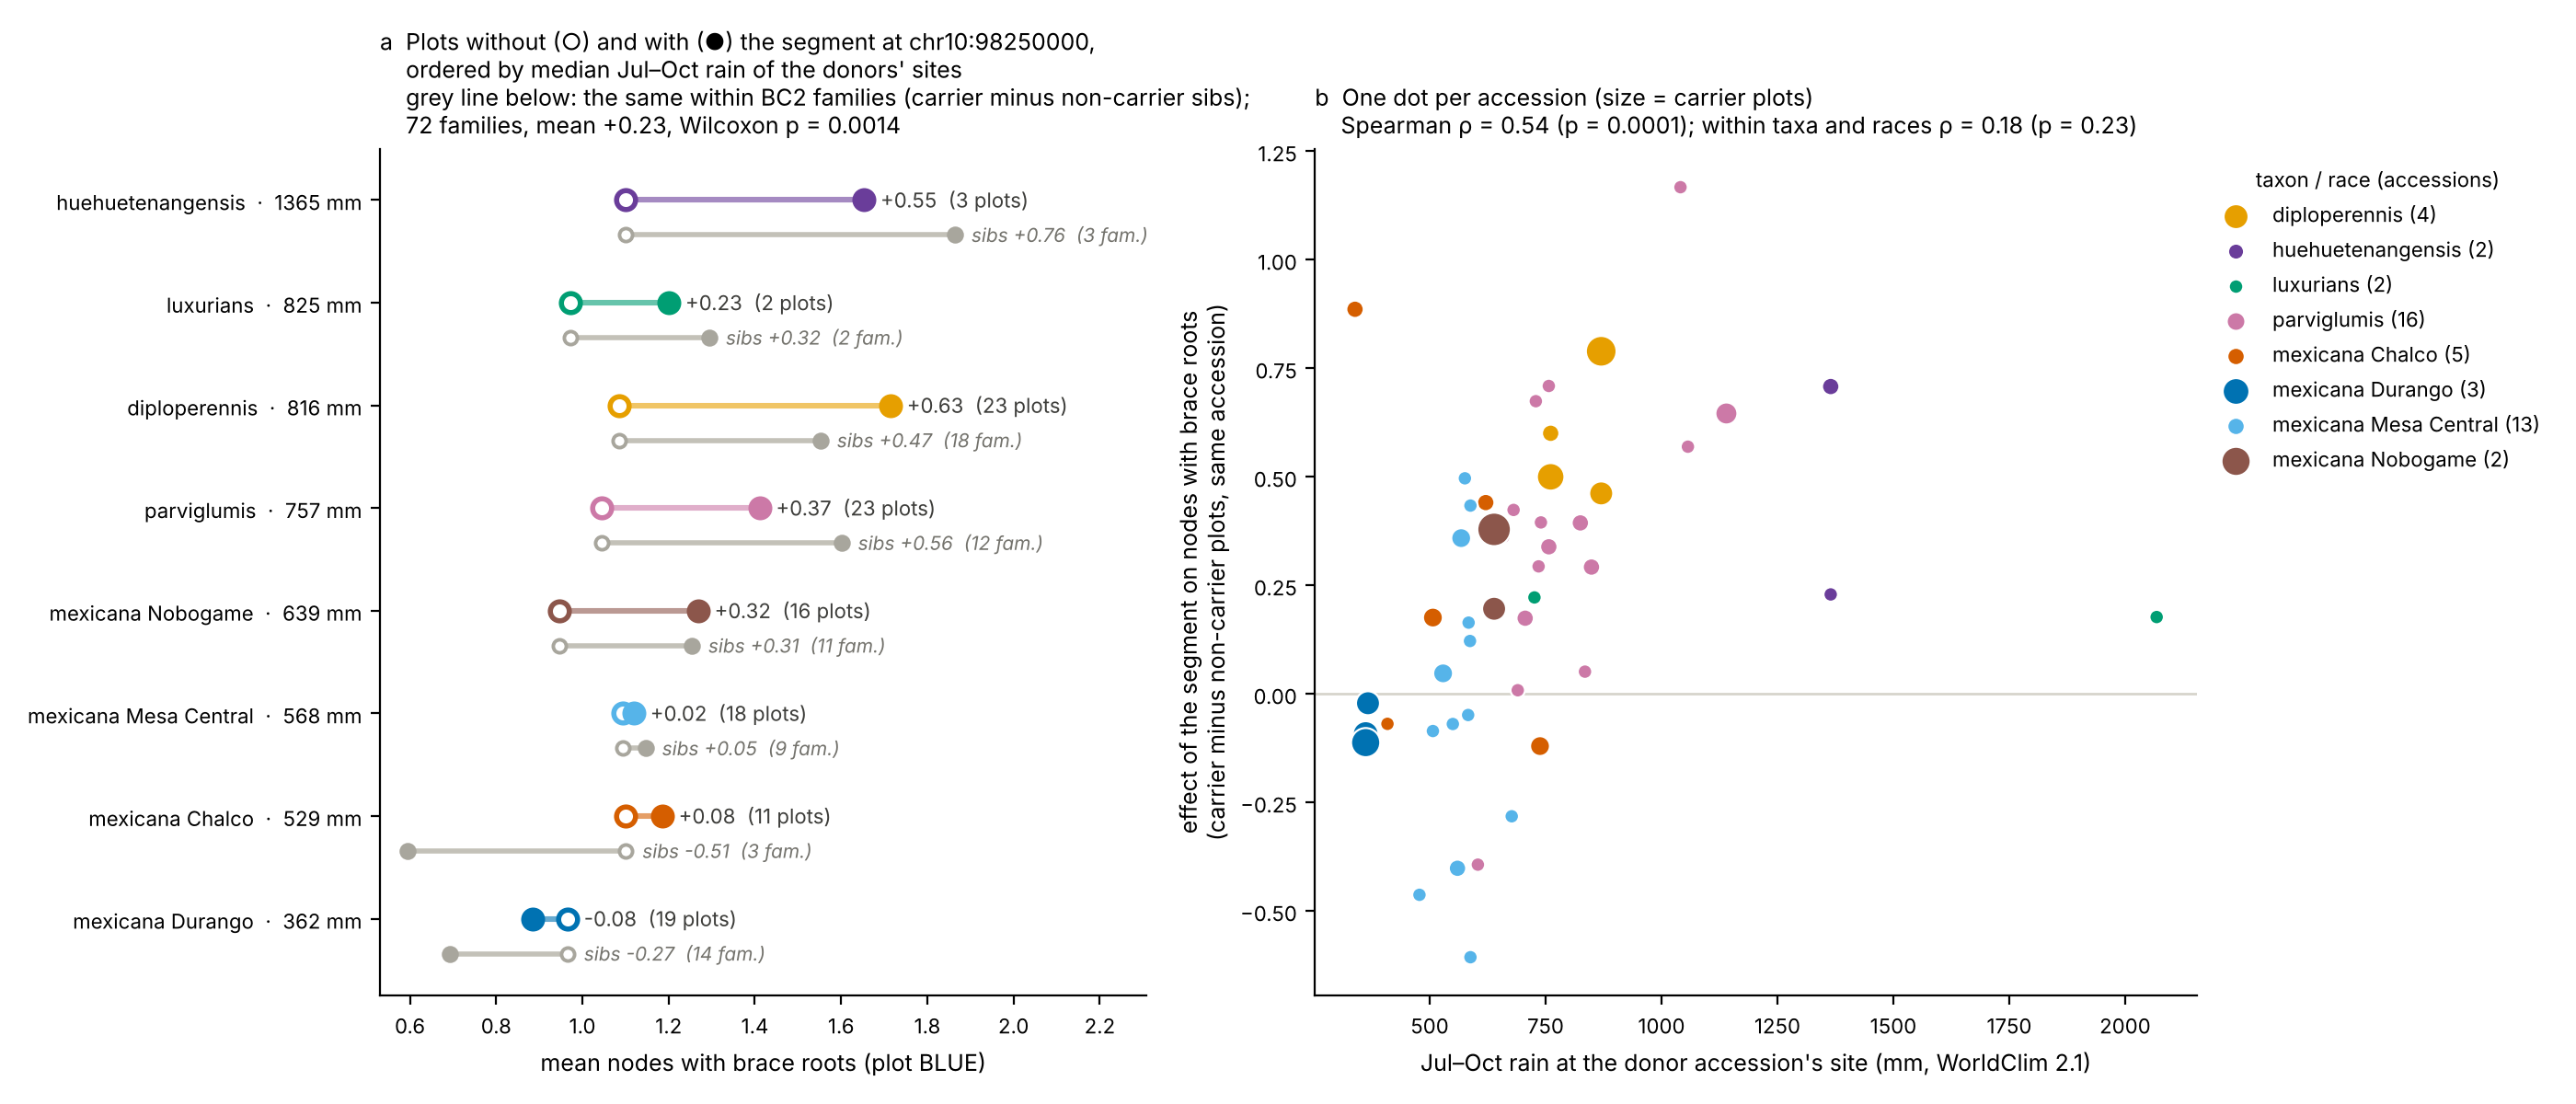 a Plots without (○) and with (●) the segment at chr10:98250000,
ordered by median Jul–Oct rain of the donors' sites
grey line below: the same within BC2 families (carrier minus non-carrier sibs);
72 families, mean +0.23, Wilcoxon p = 0.0014
huehuetenangensis · 1365 mm
+0.55 (3 plots)
sibs +0.76 (3 fam.)
luxurians · 825 mm
+0.23 (2 plots)
sibs +0.32 (2 fam.)
diploperennis · 816 mm
+0.63 (23 plots)
sibs +0.47 (18 fam.)
parviglumis · 757 mm
+0.37 (23 plots)
sibs +0.56 (12 fam.)
mexicana Nobogame · 639 mm
+0.32 (16 plots)
sibs +0.31 (11 fam.)
mexicana Mesa Central · 568 mm
+0.02 (18 plots)
sibs +0.05 (9 fam.)
mexicana Chalco · 529 mm
+0.08 (11 plots)
sibs -0.51 (3 fam.)
mexicana Durango · 362 mm
-0.08 (19 plots)
sibs -0.27 (14 fam.)
0.6 0.8 1.0 1.2 1.4 1.6 1.8 2.0 2.2
mean nodes with brace roots (plot BLUE)
b One dot per accession (size = carrier plots)
Spearman ρ = 0.54 (p = 0.0001); within taxa and races ρ = 0.18 (p = 0.23)
effect of the segment on nodes with brace roots
(carrier minus non-carrier plots, same accession)
1.25
1.00
0.75
0.50
0.25
0.00
−0.25
−0.50
500 750 1000 1250 1500 1750 2000
Jul–Oct rain at the donor accession's site (mm, WorldClim 2.1)
taxon / race (accessions)
diploperennis (4)
huehuetenangensis (2)
luxurians (2)
parviglumis (16)
mexicana Chalco (5)
mexicana Durango (3)
mexicana Mesa Central (13)
mexicana Nobogame (2)